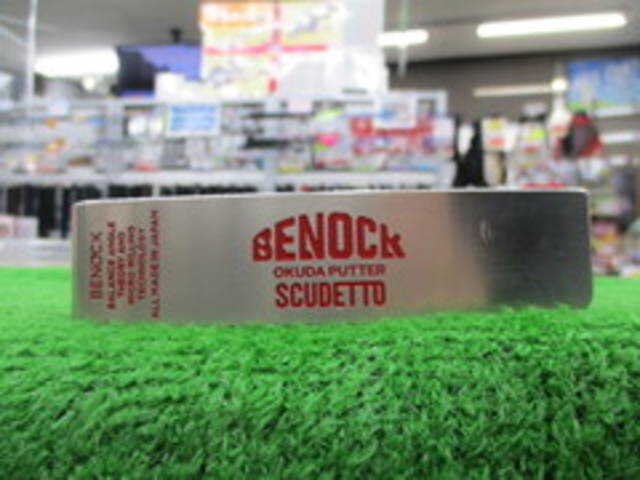 BENOCK
BALANCE ANGLE
THEORY AND
MICRO MILLING
TECHNOLOGY
ALL MADE IN JAPAN
BENOCK
OKUDA PUTTER
SCUDETTO